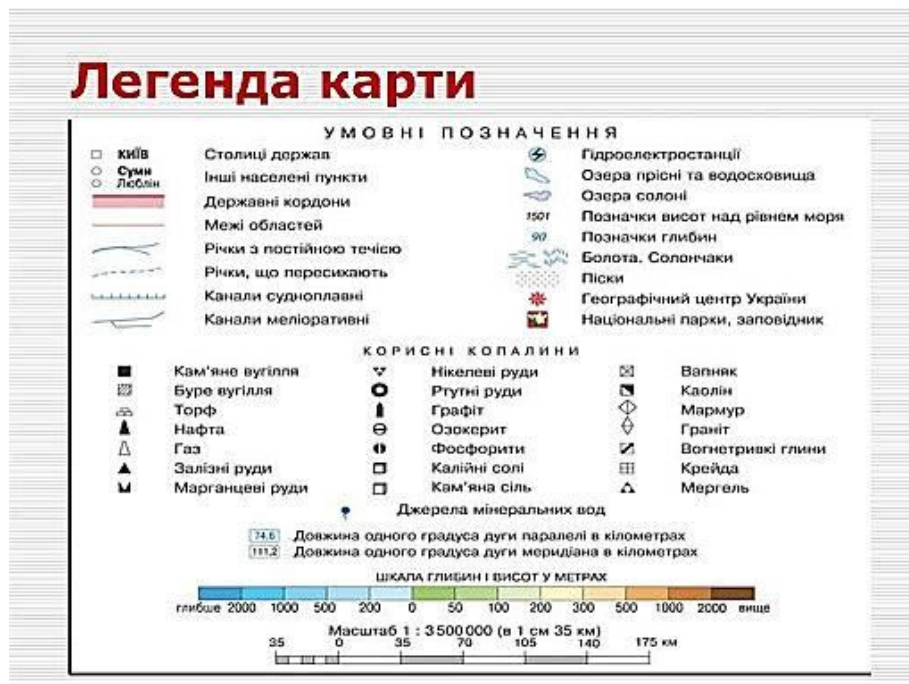 Легенда карти
УМОВНІ ПОЗНАЧЕННЯ
КИЇВ Столиці держав
Суми
Люблін Інші населені пункти
Державні кордони
Межі областей
Річки з постійною течією
Річки, що пересихають
Канали судноплавні
Канали меліоративні
Гідроелектростанції
Озера прісні та водосховища
Озера солоні
1501 Позначки висот над рівнем моря
90 Позначки глибин
Болота. Солончаки
Піски
Географічний центр України
Національні парки, заповідник
КОРИСНІ КОПАЛИНИ
Кам'яне вугілля
Буре вугілля
Торф
Нафта
Газ
Залізні руди
Марганцеві руди
Нікелеві руди
Ртутні руди
Графіт
Озокерит
Фосфорити
Калійні солі
Кам'яна сіль
Вапняк
Каолін
Мармур
Граніт
Вогнетривкі глини
Крейда
Мергель
Джерела мінеральних вод
74,6 Довжина одного градуса дуги паралелі в кілометрах
111,2 Довжина одного градуса дуги меридіана в кілометрах
ШКАЛА ГЛИБИН І ВИСОТ У МЕТРАХ
глибше 2000 1000 500 200 0 50 100 200 300 500 1000 2000 вище
Масштаб 1 : 3 500 000 (в 1 см 35 км)
35 0 35 70 105 140 175 км